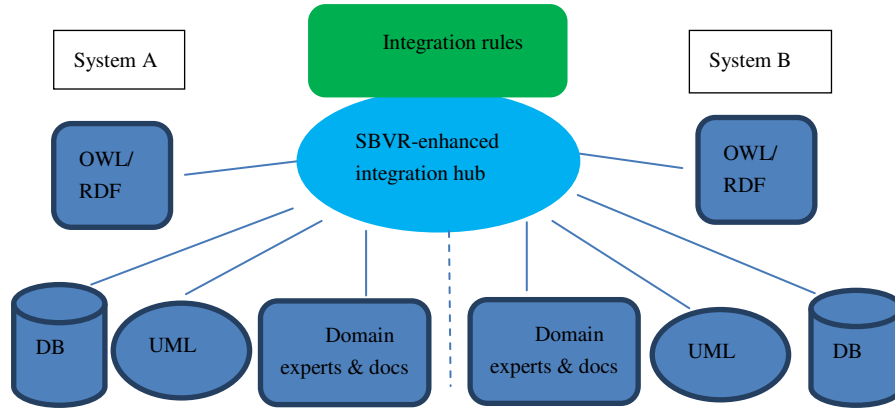 Integration rules
System A
System B
SBVR-enhanced
integration hub
OWL/
RDF
OWL/
RDF
DB
UML
Domain
experts & docs
Domain
experts & docs
UML
DB